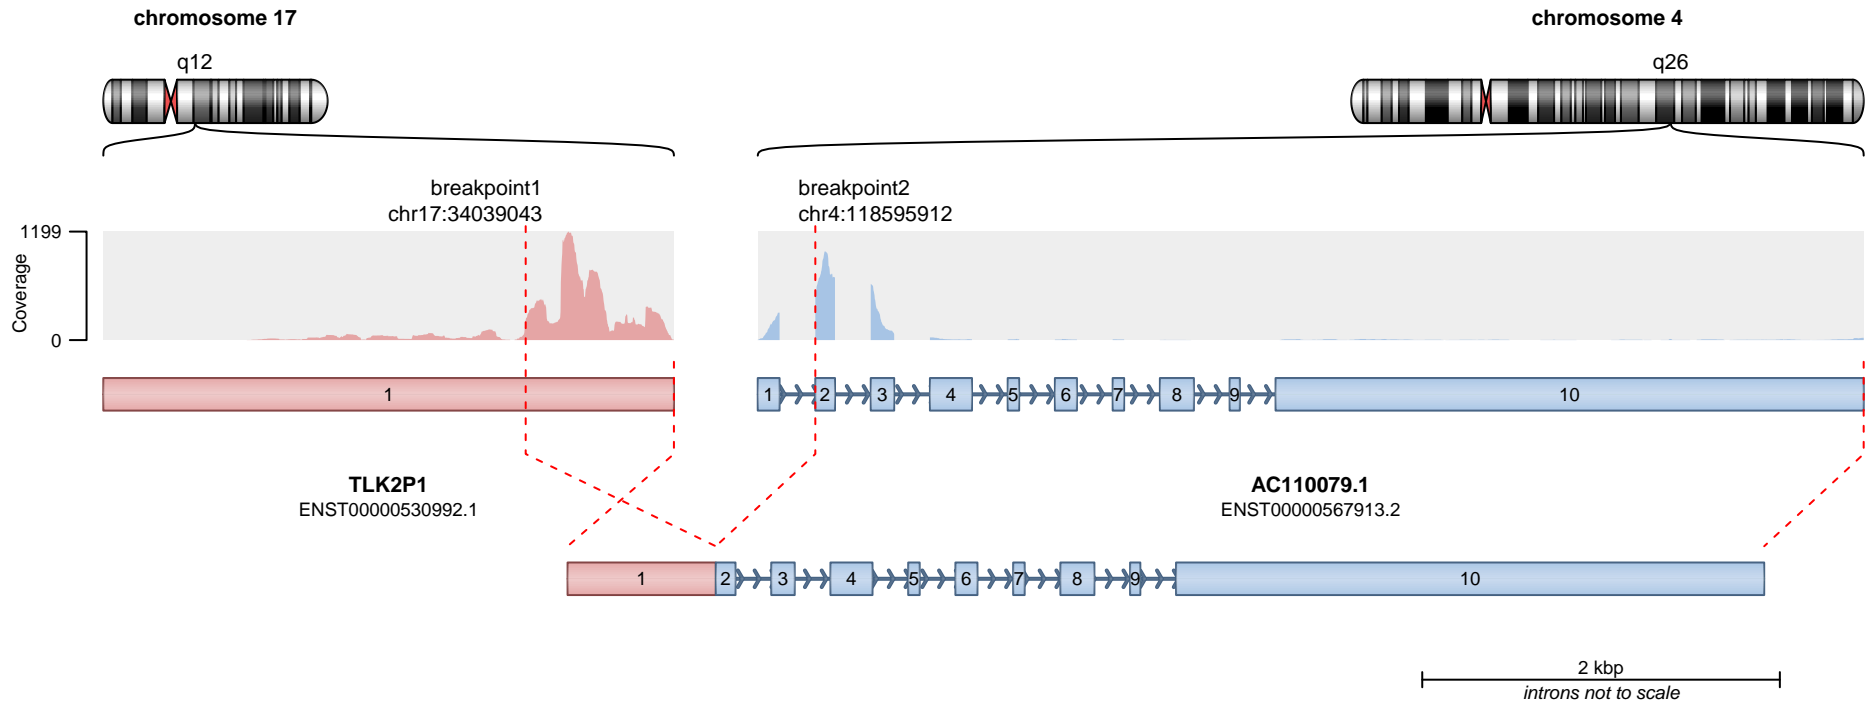 chromosome 17
chromosome 4
q12
q26
breakpoint1
chr17:34039043
breakpoint2
chr4:118595912
1199
Coverage
0
1
1 2 3 4 5 6 7 8 9 10
TLK2P1
ENST00000530992.1
AC110079.1
ENST00000567913.2
1 2 3 4 5 6 7 8 9 10
2 kbp
introns not to scale